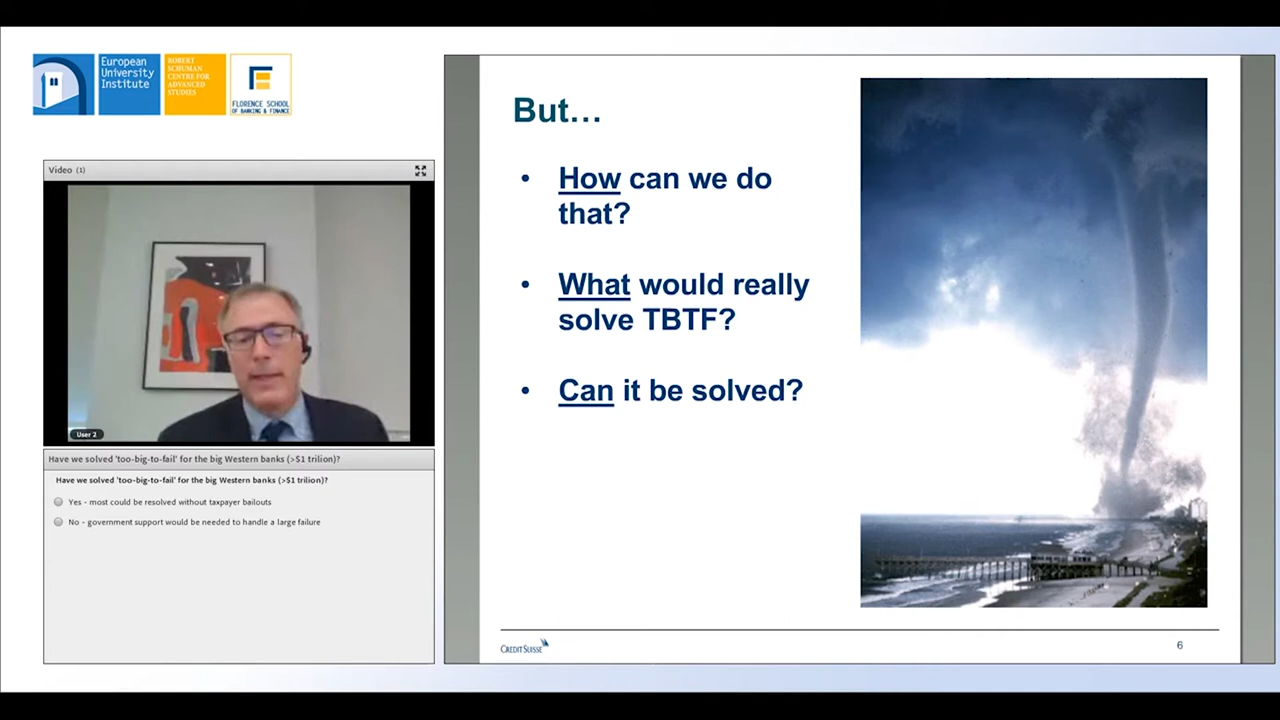 European
University
Institute
ROBERT
SCHUMAN
CENTRE FOR
ADVANCED
STUDIES
FLORENCE SCHOOL
OF BANKING & FINANCE
Video (1)
User 2
Have we solved 'too-big-to-fail' for the big Western banks (>$1 trilion)?
Have we solved 'too-big-to-fail' for the big Western banks (>$1 trilion)?
Yes - most could be resolved without taxpayer bailouts
No - government support would be needed to handle a large failure
But…
• How can we do
that?
• What would really
solve TBTF?
• Can it be solved?
CREDIT SUISSE
6